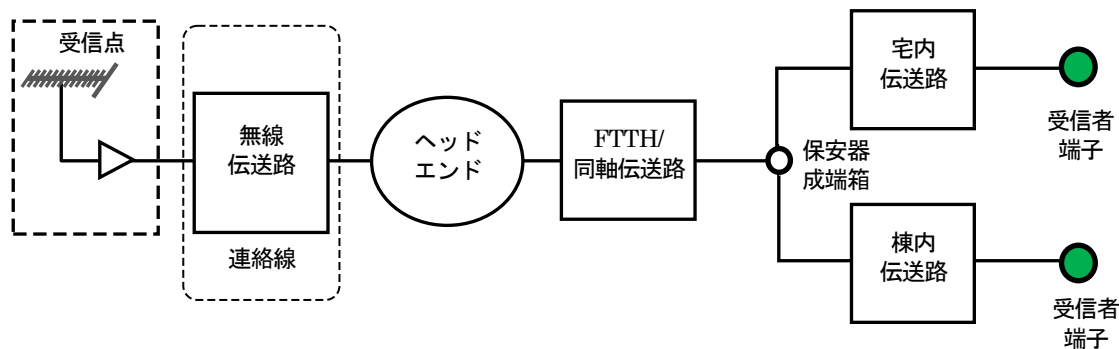 受信点
無線
伝送路
連絡線
ヘッド
エンド
FTTH/
同軸伝送路
保安器
成端箱
宅内
伝送路
受信者
端子
棟内
伝送路
受信者
端子